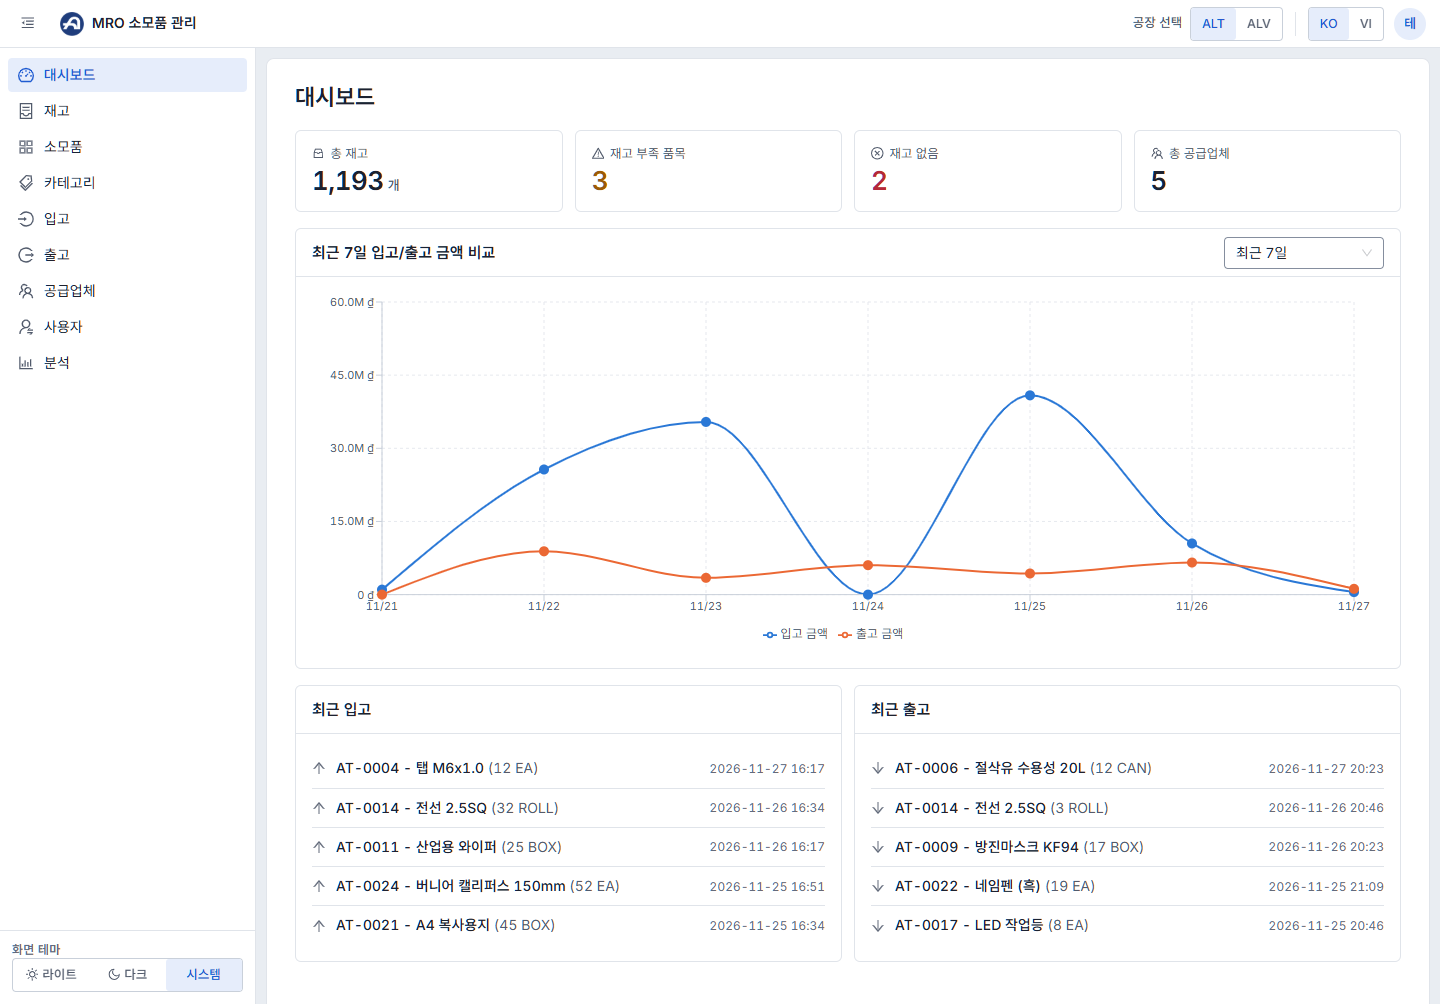 MRO 소모품 관리
공장 선택 ALT ALV KO VI 테
대시보드
재고
소모품
카테고리
입고
출고
공급업체
사용자
분석
화면 테마
라이트 다크 시스템
대시보드
총 재고
1,193 개
재고 부족 품목
3
재고 없음
2
총 공급업체
5
최근 7일 입고/출고 금액 비교
최근 7일
60.0M ₫
45.0M ₫
30.0M ₫
15.0M ₫
0 ₫
11/21 11/22 11/23 11/24 11/25 11/26 11/27
입고 금액 출고 금액
최근 입고
AT-0004 - 탭 M6x1.0 (12 EA) 2026-11-27 16:17
AT-0014 - 전선 2.5SQ (32 ROLL) 2026-11-26 16:34
AT-0011 - 산업용 와이퍼 (25 BOX) 2026-11-26 16:17
AT-0024 - 버니어 캘리퍼스 150mm (52 EA) 2026-11-25 16:51
AT-0021 - A4 복사용지 (45 BOX) 2026-11-25 16:34
최근 출고
AT-0006 - 절삭유 수용성 20L (12 CAN) 2026-11-27 20:23
AT-0014 - 전선 2.5SQ (3 ROLL) 2026-11-26 20:46
AT-0009 - 방진마스크 KF94 (17 BOX) 2026-11-26 20:23
AT-0022 - 네임펜 (흑) (19 EA) 2026-11-25 21:09
AT-0017 - LED 작업등 (8 EA) 2026-11-25 20:46